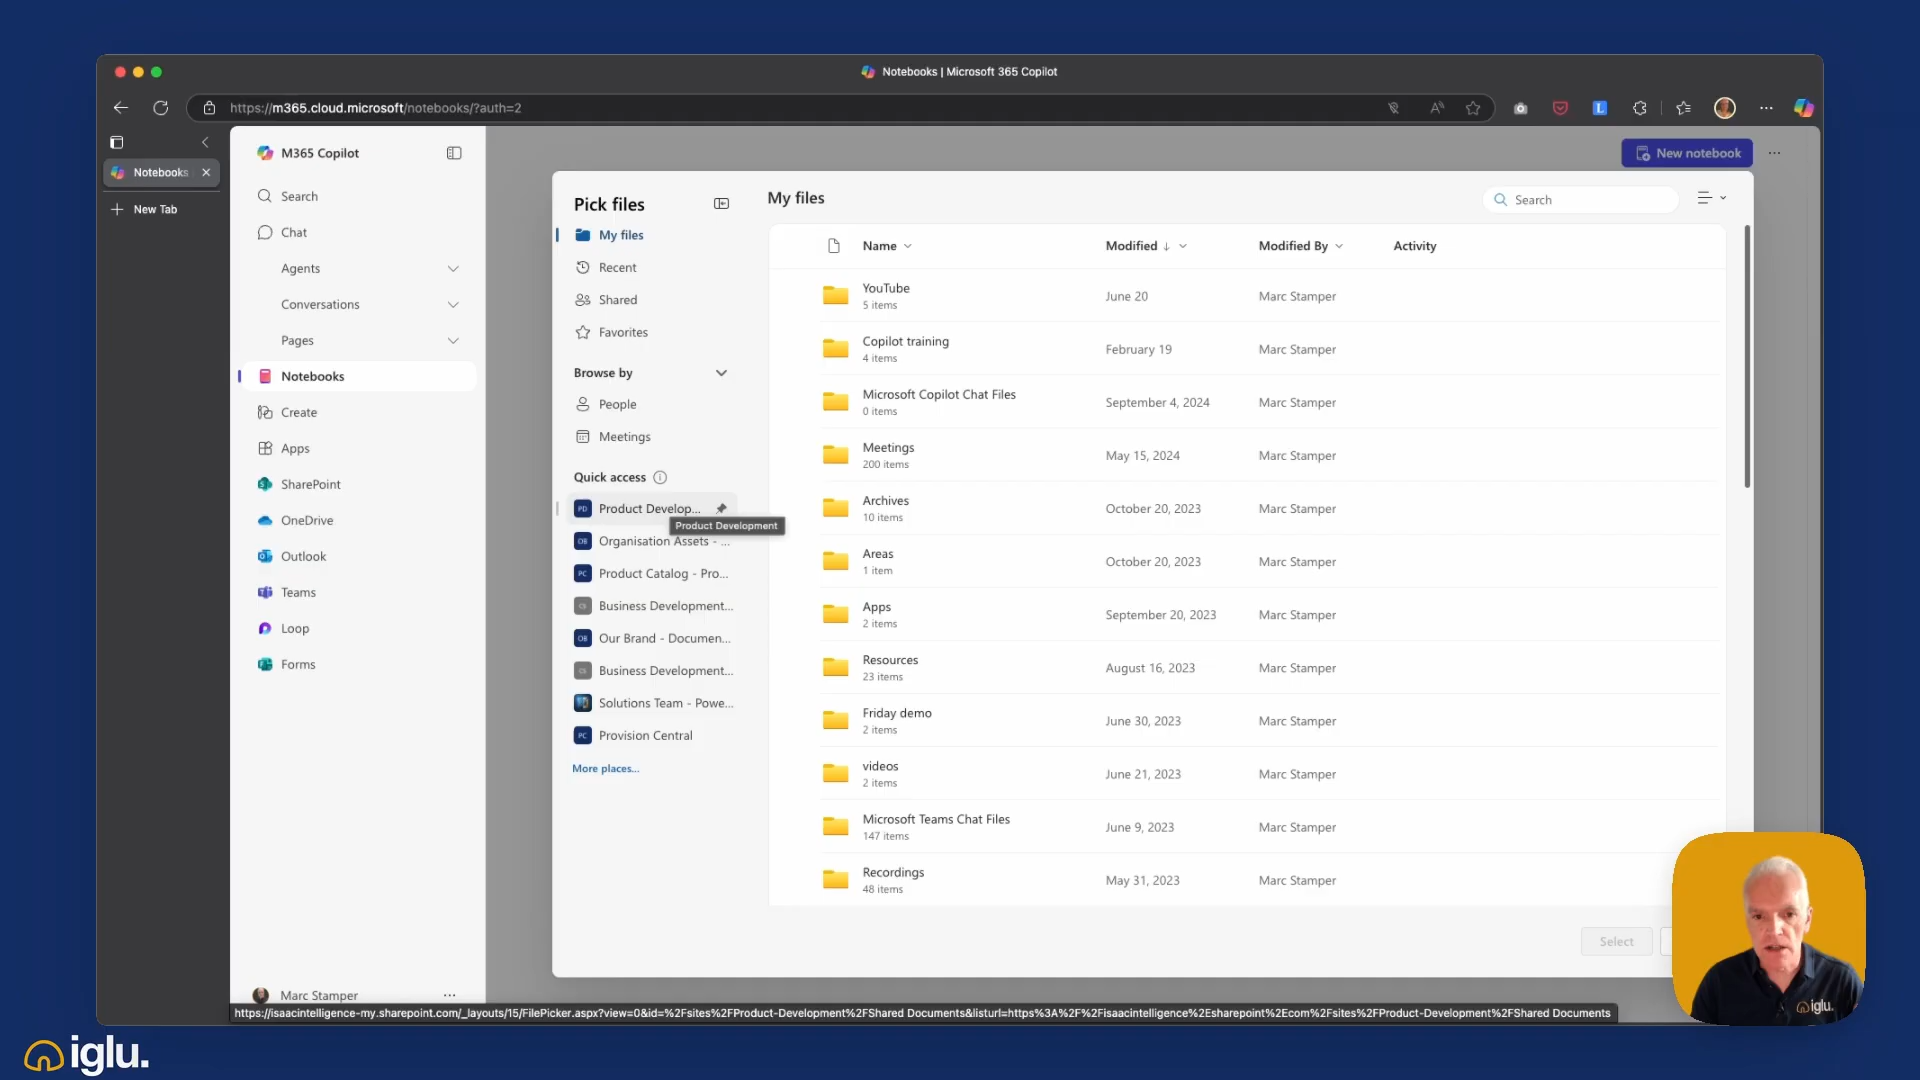 Notebooks | Microsoft 365 Copilot
https://m365.cloud.microsoft/notebooks/?auth=2
Notebooks
New Tab
M365 Copilot
Search
Chat
Agents
Conversations
Pages
Notebooks
Create
Apps
SharePoint
OneDrive
Outlook
Teams
Loop
Forms
Marc Stamper
New notebook
Pick files
My files
Recent
Shared
Favorites
Browse by
People
Meetings
Quick access
PD Product Develop...
Product Development
OB Organisation Assets - ...
PC Product Catalog - Pro...
CS Business Development...
OB Our Brand - Documen...
CS Business Development...
Solutions Team - Powe...
PC Provision Central
More places...
My files
Search
Name Modified Modified By Activity
YouTube June 20 Marc Stamper
5 items
Copilot training February 19 Marc Stamper
4 items
Microsoft Copilot Chat Files September 4, 2024 Marc Stamper
0 items
Meetings May 15, 2024 Marc Stamper
200 items
Archives October 20, 2023 Marc Stamper
10 items
Areas October 20, 2023 Marc Stamper
1 item
Apps September 20, 2023 Marc Stamper
2 items
Resources August 16, 2023 Marc Stamper
23 items
Friday demo June 30, 2023 Marc Stamper
2 items
videos June 21, 2023 Marc Stamper
2 items
Microsoft Teams Chat Files June 9, 2023 Marc Stamper
147 items
Recordings May 31, 2023 Marc Stamper
48 items
Select
https://isaacintelligence-my.sharepoint.com/_layouts/15/FilePicker.aspx?view=0&id=%2Fsites%2FProduct-Development%2FShared Documents&listurl=https%3A%2F%2Fisaacintelligence%2Esharepoint%2Ecom%2Fsites%2FProduct-Development%2FShared Documents
iglu.
iglu.